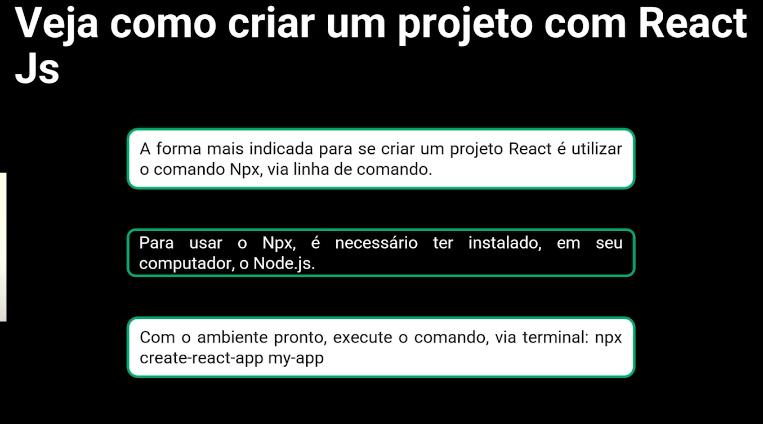 Veja como criar um projeto com React
Js
A forma mais indicada para se criar um projeto React é utilizar
o comando Npx, via linha de comando.
Para usar o Npx, é necessário ter instalado, em seu
computador, o Node.js.
Com o ambiente pronto, execute o comando, via terminal: npx
create-react-app my-app